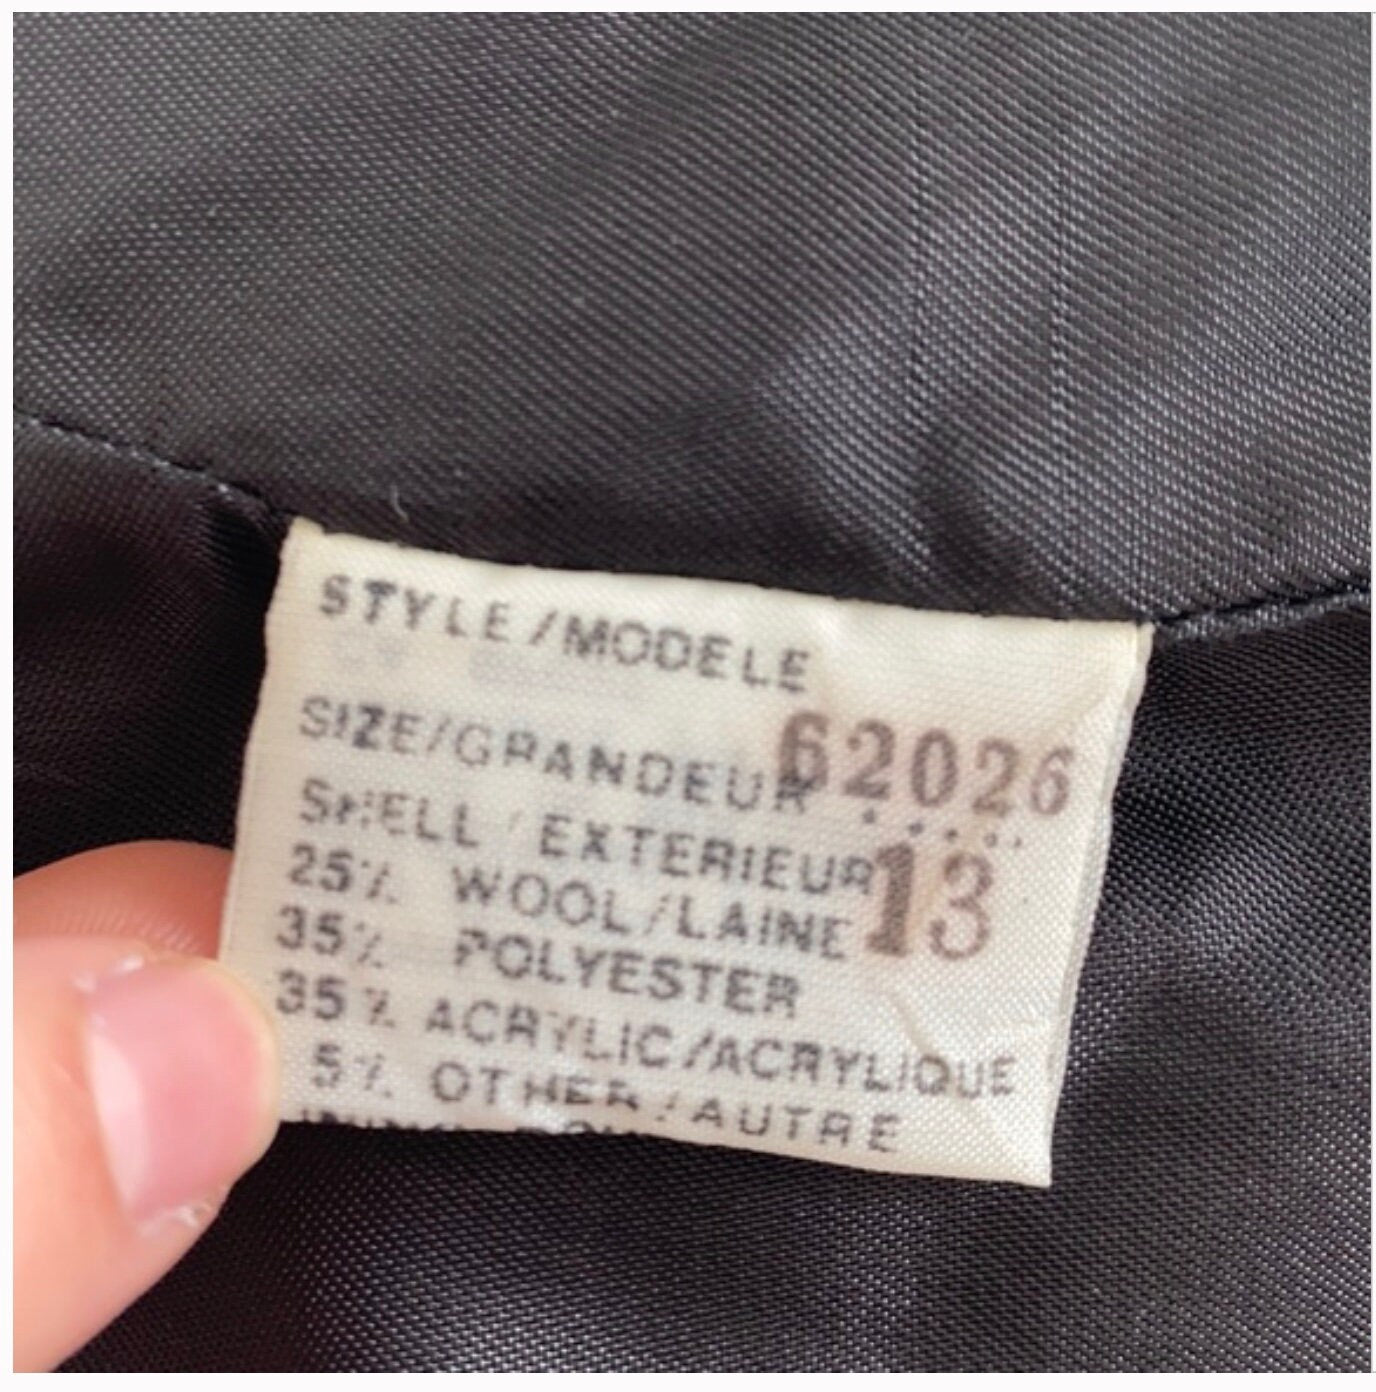 STYLE/MODELE
62026
SIZE/GRANDEUR
13
SHELL/EXTERIEUR
25% WOOL/LAINE
35% POLYESTER
35% ACRYLIC/ACRYLIQUE
5% OTHER/AUTRE